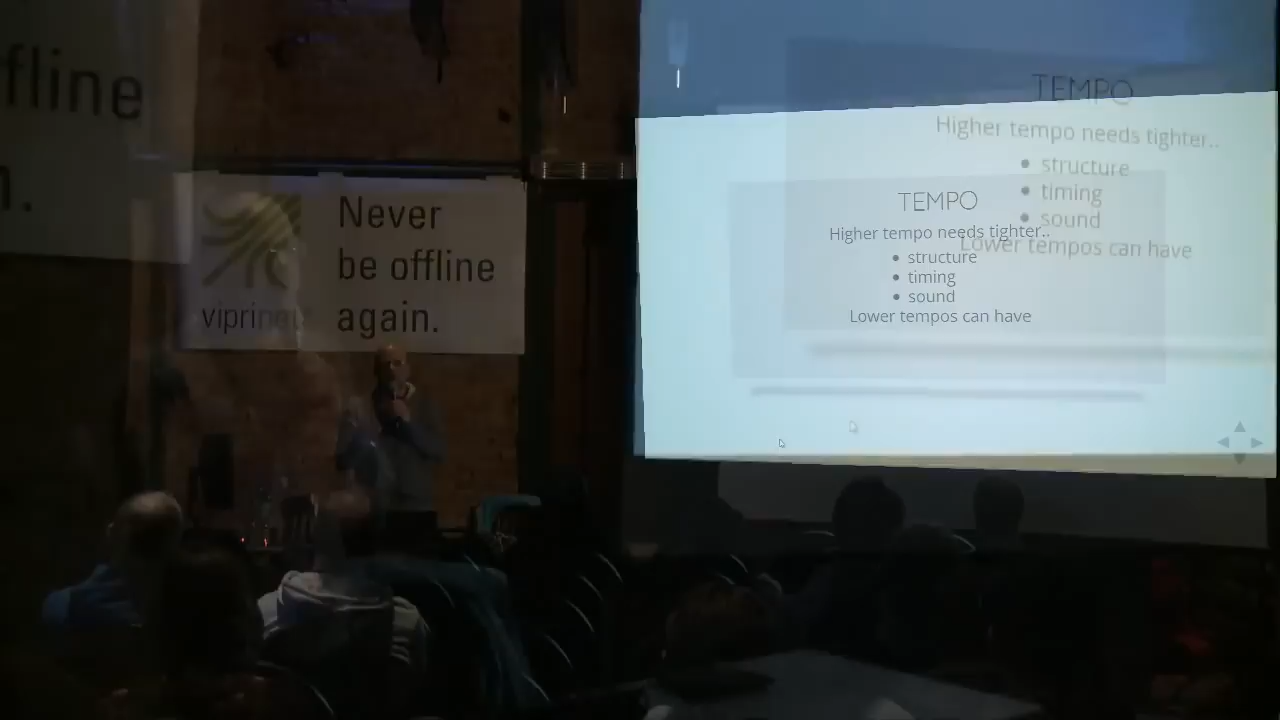 fline
n.
Never
be offline
again.
viprinet
TEMPO
Higher tempo needs tighter..
• structure
• timing
• sound
Lower tempos can have
TEMPO
Higher tempo needs tighter..
• structure
• timing
• sound
Lower tempos can have